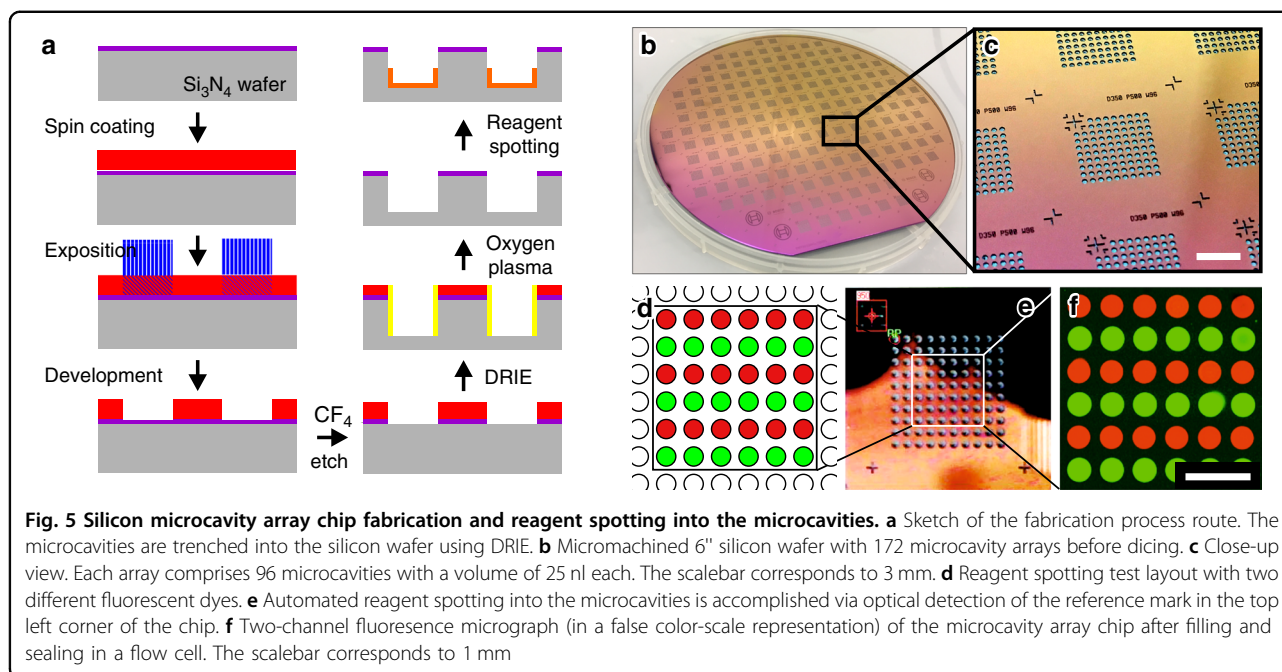 a
Si₃N₄ wafer
Spin coating
Exposition
Development
CF₄
etch
DRIE
Oxygen
plasma
Reagent
spotting
b
c
D350 P500 W96
D350 P500 W96
D350 P500 W96
D350 P500 W96
d
e
RP
f
Fig. 5 Silicon microcavity array chip fabrication and reagent spotting into the microcavities. a Sketch of the fabrication process route. The
microcavities are trenched into the silicon wafer using DRIE. b Micromachined 6" silicon wafer with 172 microcavity arrays before dicing. c Close-up
view. Each array comprises 96 microcavities with a volume of 25 nl each. The scalebar corresponds to 3 mm. d Reagent spotting test layout with two
different fluorescent dyes. e Automated reagent spotting into the microcavities is accomplished via optical detection of the reference mark in the top
left corner of the chip. f Two-channel fluoresence micrograph (in a false color-scale representation) of the microcavity array chip after filling and
sealing in a flow cell. The scalebar corresponds to 1 mm